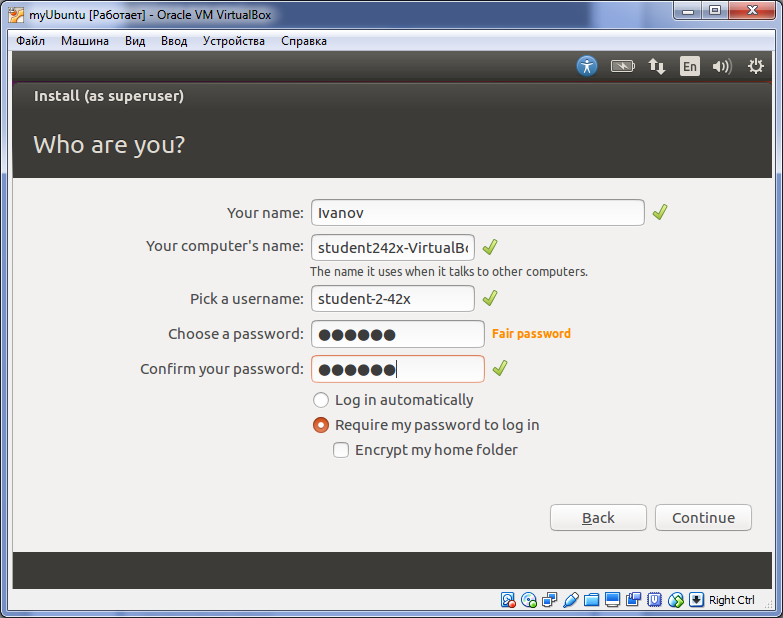 myUbuntu [Работает] - Oracle VM VirtualBox
Файл Машина Вид Ввод Устройства Справка
En
Install (as superuser)
Who are you?
Your name: Ivanov
Your computer's name: student242x-VirtualBo
The name it uses when it talks to other computers.
Pick a username: student-2-42x
Choose a password: ●●●●●● Fair password
Confirm your password: ●●●●●●
Log in automatically
Require my password to log in
Encrypt my home folder
Back Continue
Right Ctrl